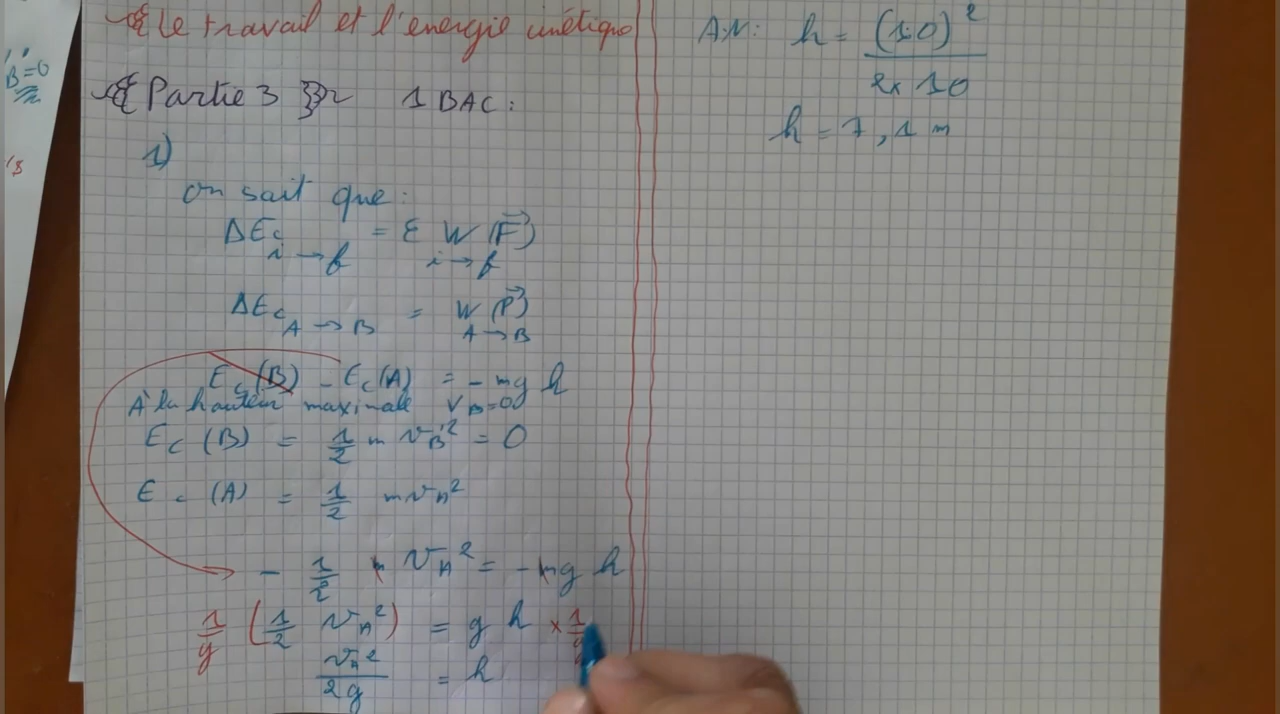 Le travail et l'énergie cinétique
Partie 3 1 BAC :
1)
on sait que :
ΔEc i→f = Σ W(F⃗) i→f
ΔEc A→B = W(P⃗) A→B
Ec(B) - Ec(A) = - mg h
À la hauteur maximale VB=0
Ec (B) = 1/2 m vB² = 0
Ec (A) = 1/2 m vA²
- 1/2 m vA² = - mg h
1/g (1/2 vA²) = g h × 1/g
vA²/2g = h
A.N: h = (10)²/2×10
h = 7,1 m
B=0